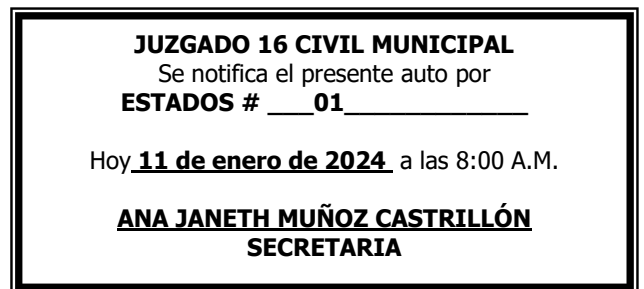 JUZGADO 16 CIVIL MUNICIPAL
Se notifica el presente auto por
ESTADOS # ___01____________
Hoy 11 de enero de 2024 a las 8:00 A.M.
ANA JANETH MUÑOZ CASTRILLÓN
SECRETARIA